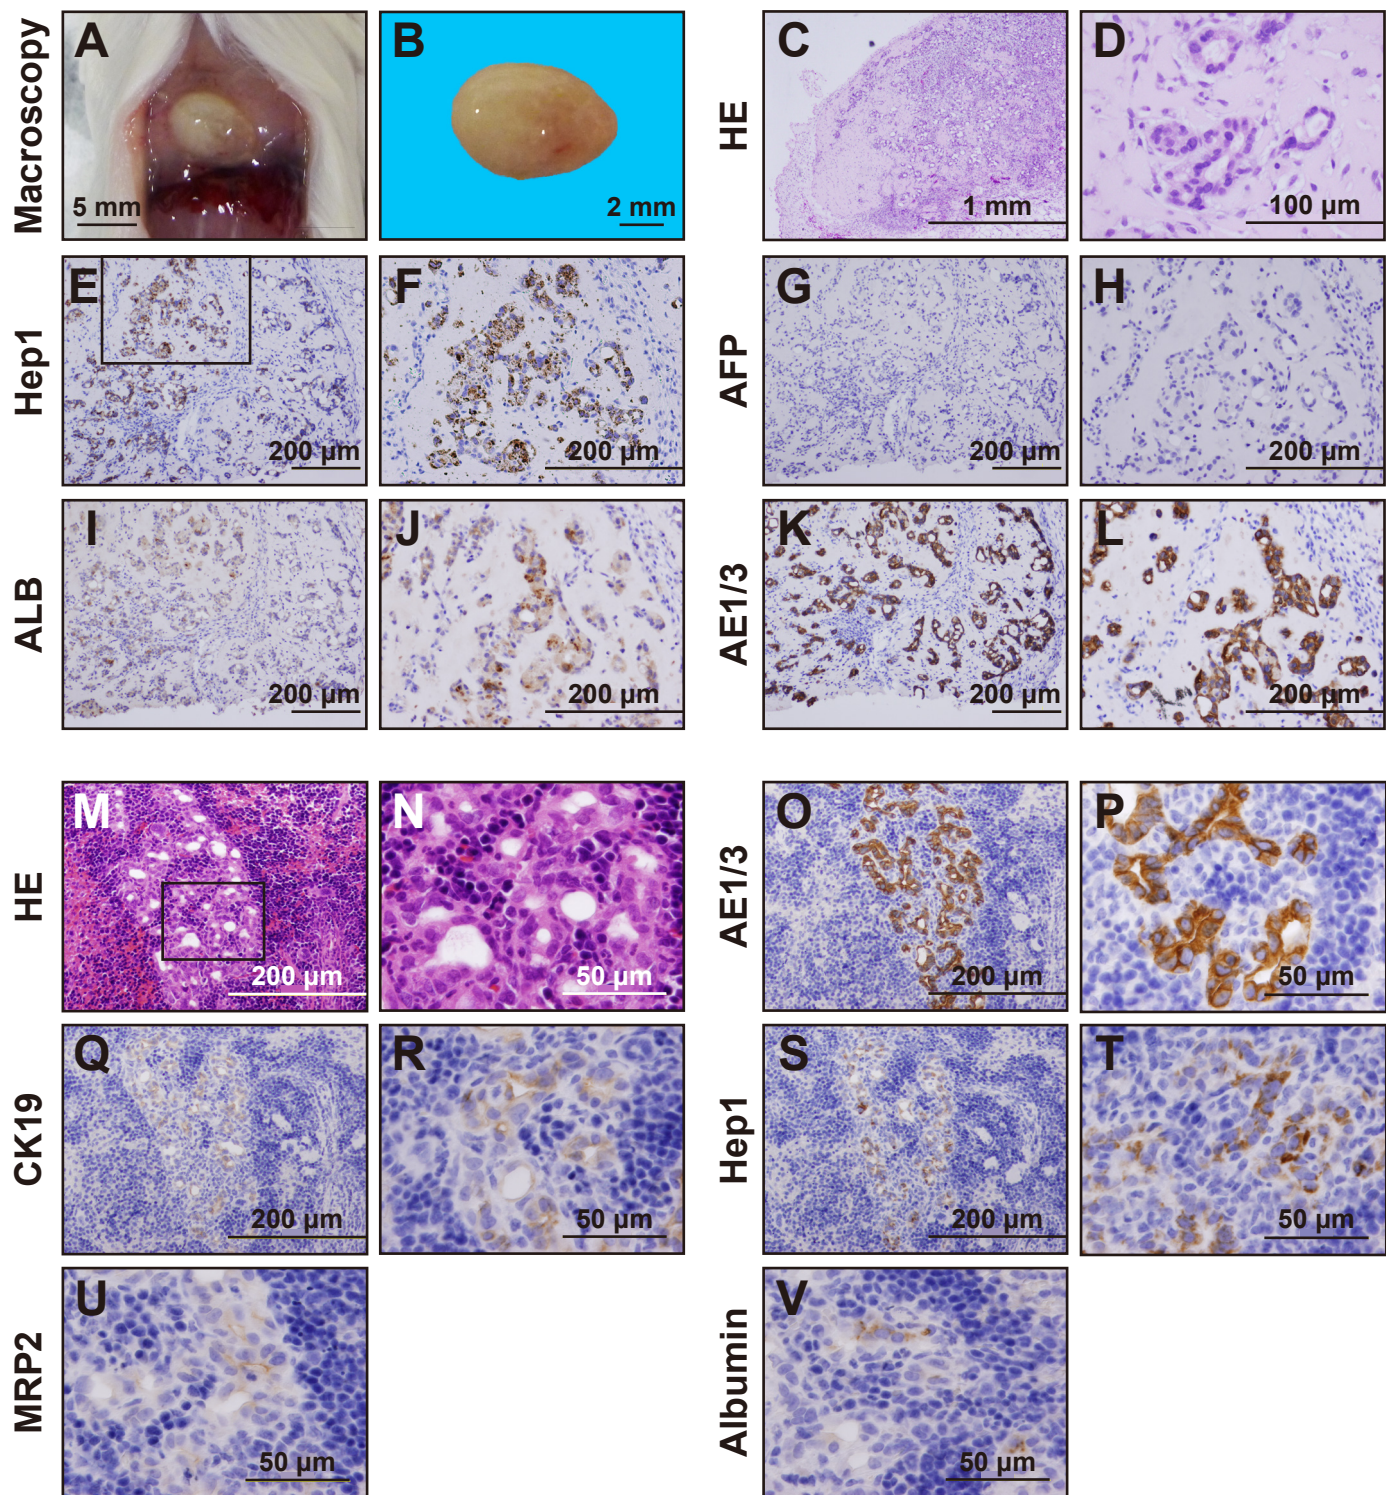 Macroscopy
A
5 mm
B
2 mm
HE
C
1 mm
D
100 µm
Hep1
E
200 µm
F
200 µm
AFP
G
200 µm
H
200 µm
ALB
I
200 µm
J
200 µm
AE1/3
K
200 µm
L
200 µm
HE
M
200 µm
N
50 µm
AE1/3
O
200 µm
P
50 µm
CK19
Q
200 µm
R
50 µm
Hep1
S
200 µm
T
50 µm
MRP2
U
50 µm
Albumin
V
50 µm